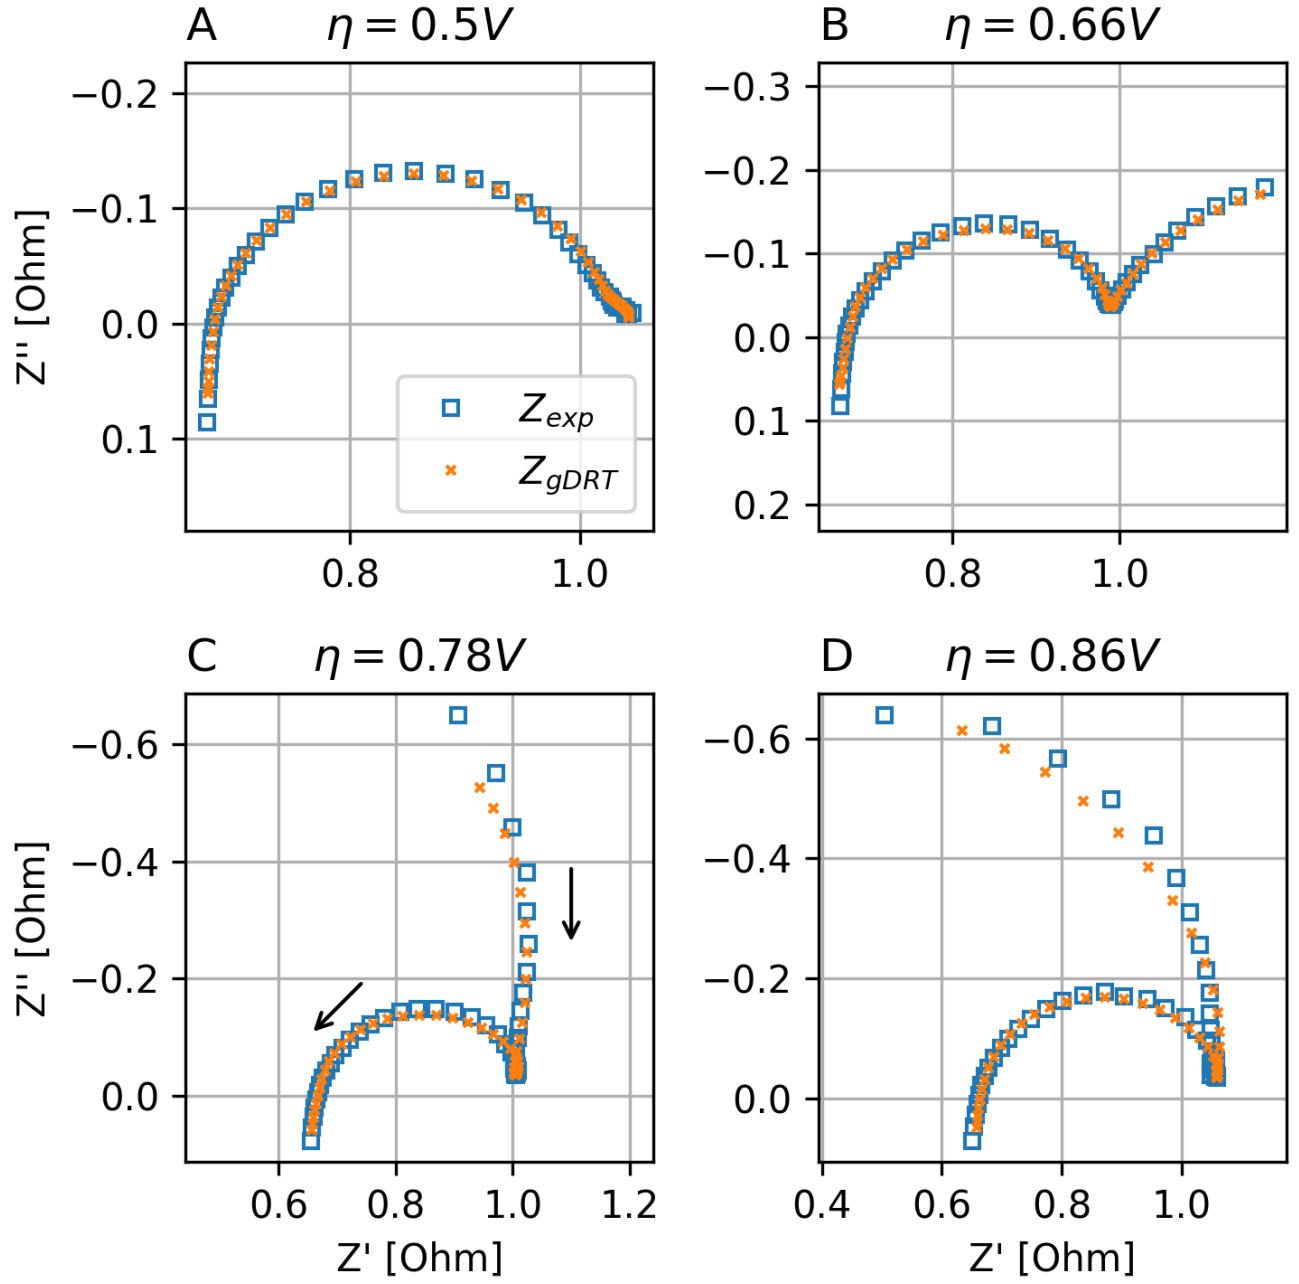 A η = 0.5V
B η = 0.66V
−0.2
−0.1
0.0
0.1
Z'' [Ohm]
0.8 1.0
Z_exp
Z_gDRT
−0.3
−0.2
−0.1
0.0
0.1
0.2
0.8 1.0
C η = 0.78V
D η = 0.86V
−0.6
−0.4
−0.2
0.0
Z'' [Ohm]
0.6 0.8 1.0 1.2
Z' [Ohm]
−0.6
−0.4
−0.2
0.0
0.4 0.6 0.8 1.0
Z' [Ohm]